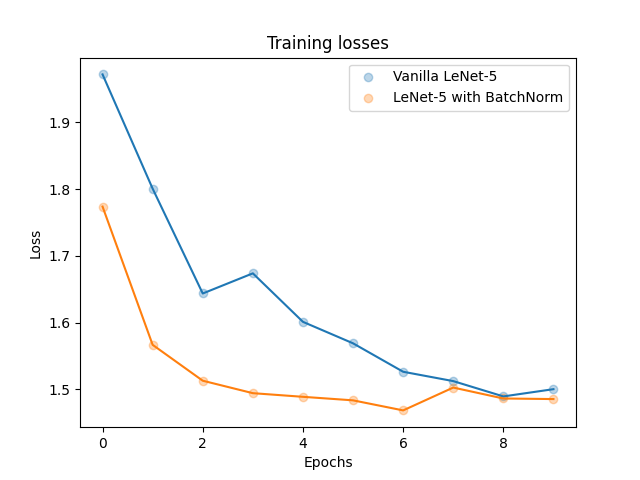 Training losses
Vanilla LeNet-5
LeNet-5 with BatchNorm
Loss
1.9
1.8
1.7
1.6
1.5
0 2 4 6 8
Epochs